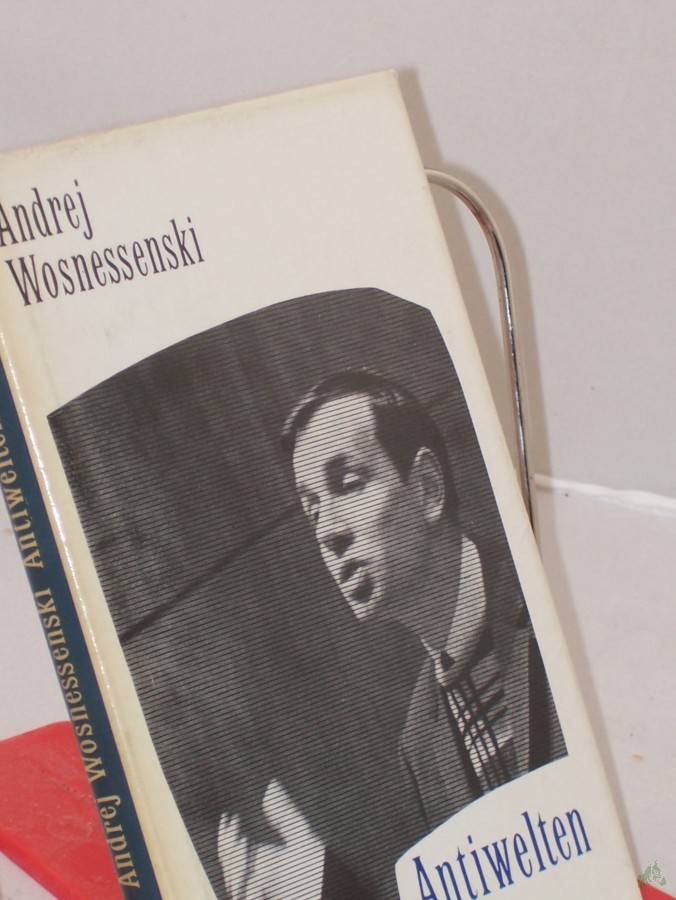 Andrej
Wosnessenski
Antiwelten
Andrej Wosnessenski Antiwelten